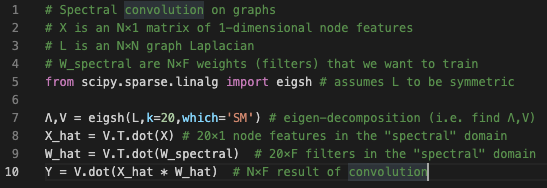 1 # Spectral convolution on graphs
2 # X is an N×1 matrix of 1-dimensional node features
3 # L is an N×N graph Laplacian
4 # W_spectral are N×F weights (filters) that we want to train
5 from scipy.sparse.linalg import eigsh # assumes L to be symmetric
6
7 Λ,V = eigsh(L,k=20,which='SM') # eigen-decomposition (i.e. find Λ,V)
8 X_hat = V.T.dot(X) # 20×1 node features in the "spectral" domain
9 W_hat = V.T.dot(W_spectral)  # 20×F filters in the "spectral" domain
10 Y = V.dot(X_hat * W_hat)  # N×F result of convolution